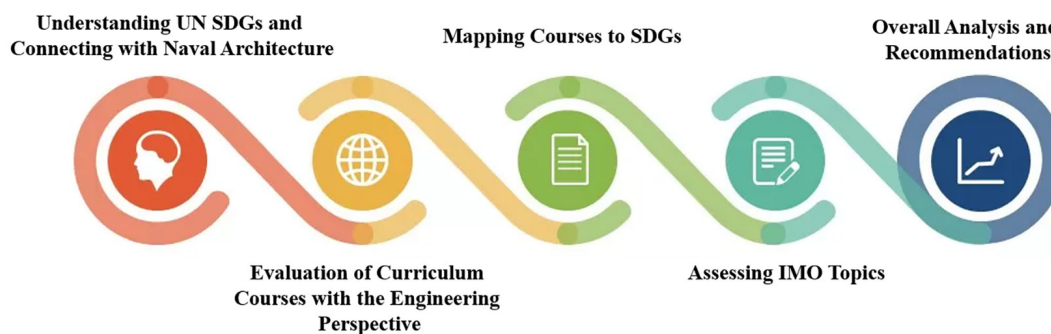 Understanding UN SDGs and
Connecting with Naval Architecture
Evaluation of Curriculum
Courses with the Engineering
Perspective
Mapping Courses to SDGs
Assessing IMO Topics
Overall Analysis and
Recommendations